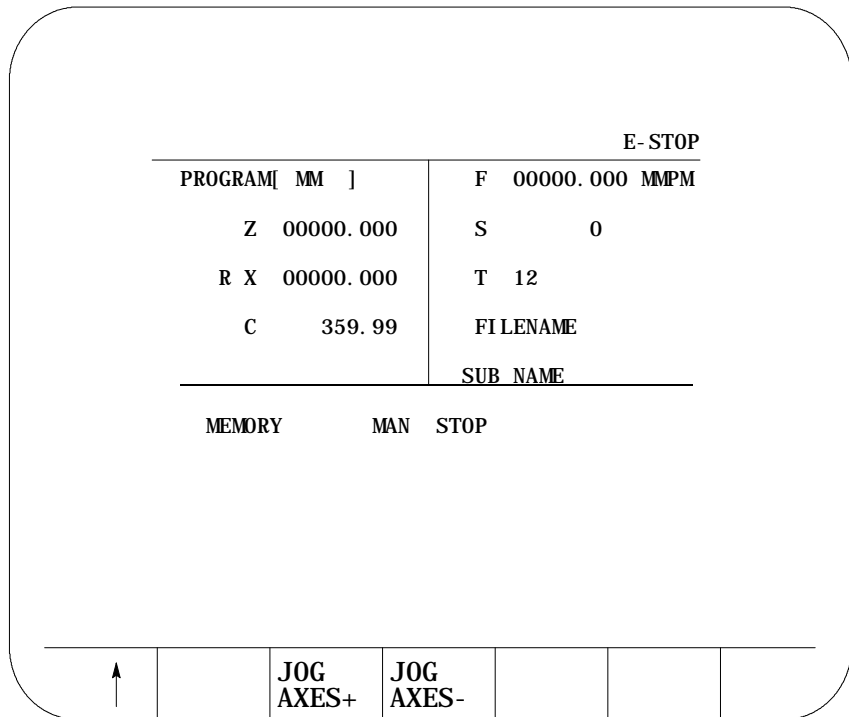 E-STOP
PROGRAM[ MM ] F 00000.000 MMPM
Z 00000.000 S 0
R X 00000.000 T 12
C 359.99 FILENAME
SUB NAME
MEMORY MAN STOP
JOG JOG
AXES+ AXES-